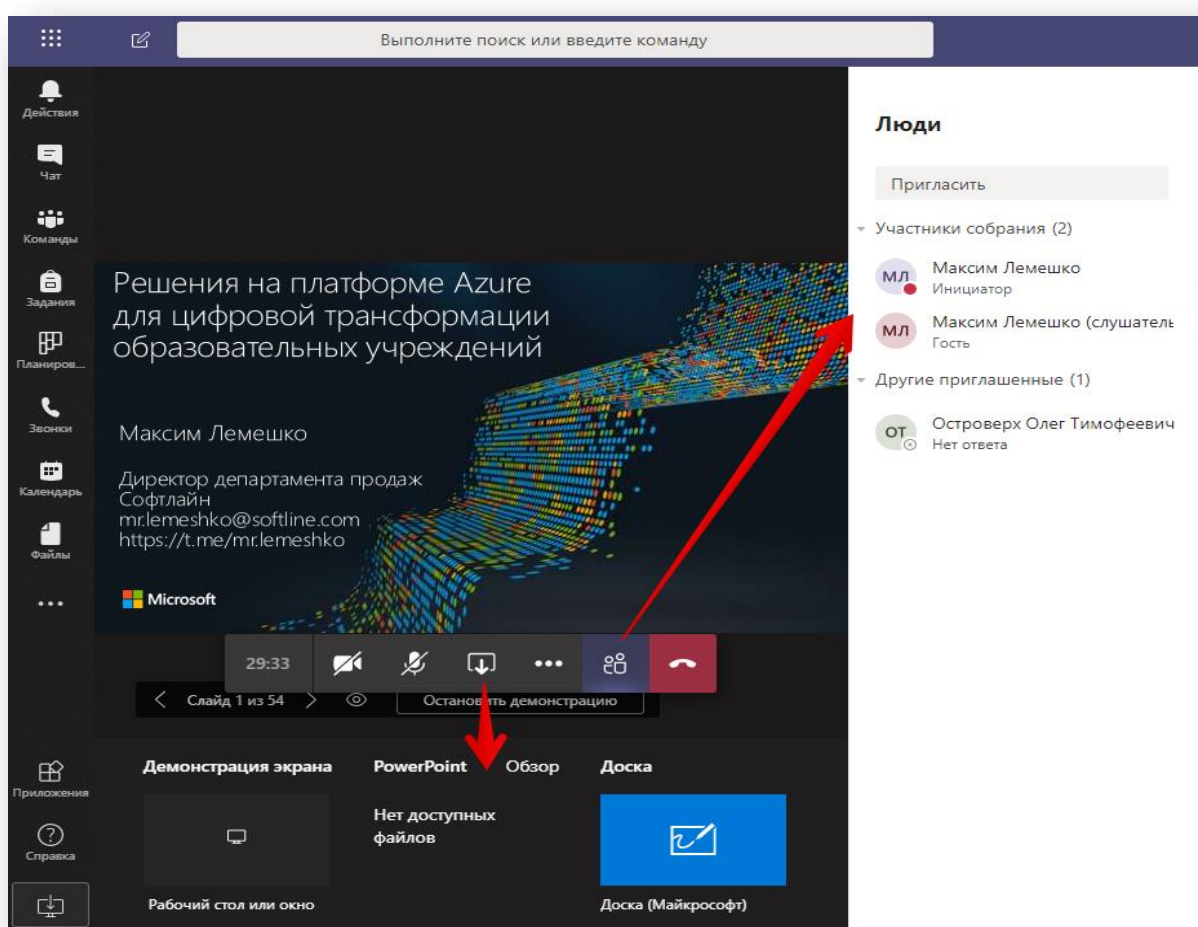 Выполните поиск или введите команду
Действия
Чат
Команды
Задания
Планиров...
Звонки
Календарь
Файлы
Приложения
Справка
Решения на платформе Azure
для цифровой трансформации
образовательных учреждений
Максим Лемешко
Директор департамента продаж
Софтлайн
mr.lemeshko@softline.com
https://t.me/mr.lemeshko
Microsoft
29:33
Слайд 1 из 54
Остановить демонстрацию
Демонстрация экрана
PowerPoint
Обзор
Доска
Нет доступных
файлов
Рабочий стол или окно
Доска (Майкрософт)
Люди
Пригласить
Участники собрания (2)
МЛ
Максим Лемешко
Инициатор
МЛ
Максим Лемешко (слушатель
Гость
Другие приглашенные (1)
ОТ
Островерх Олег Тимофеевич
Нет ответа